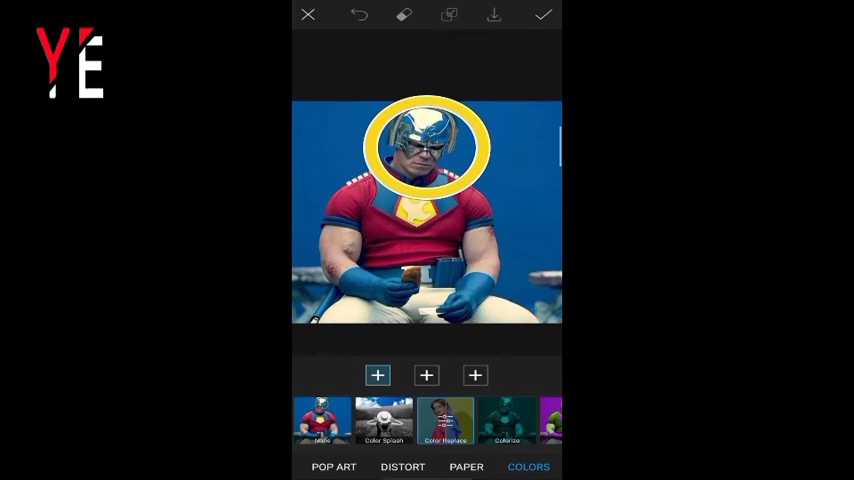 YE
None
Color Splash
Color Replace
Colorize
POP ART
DISTORT
PAPER
COLORS